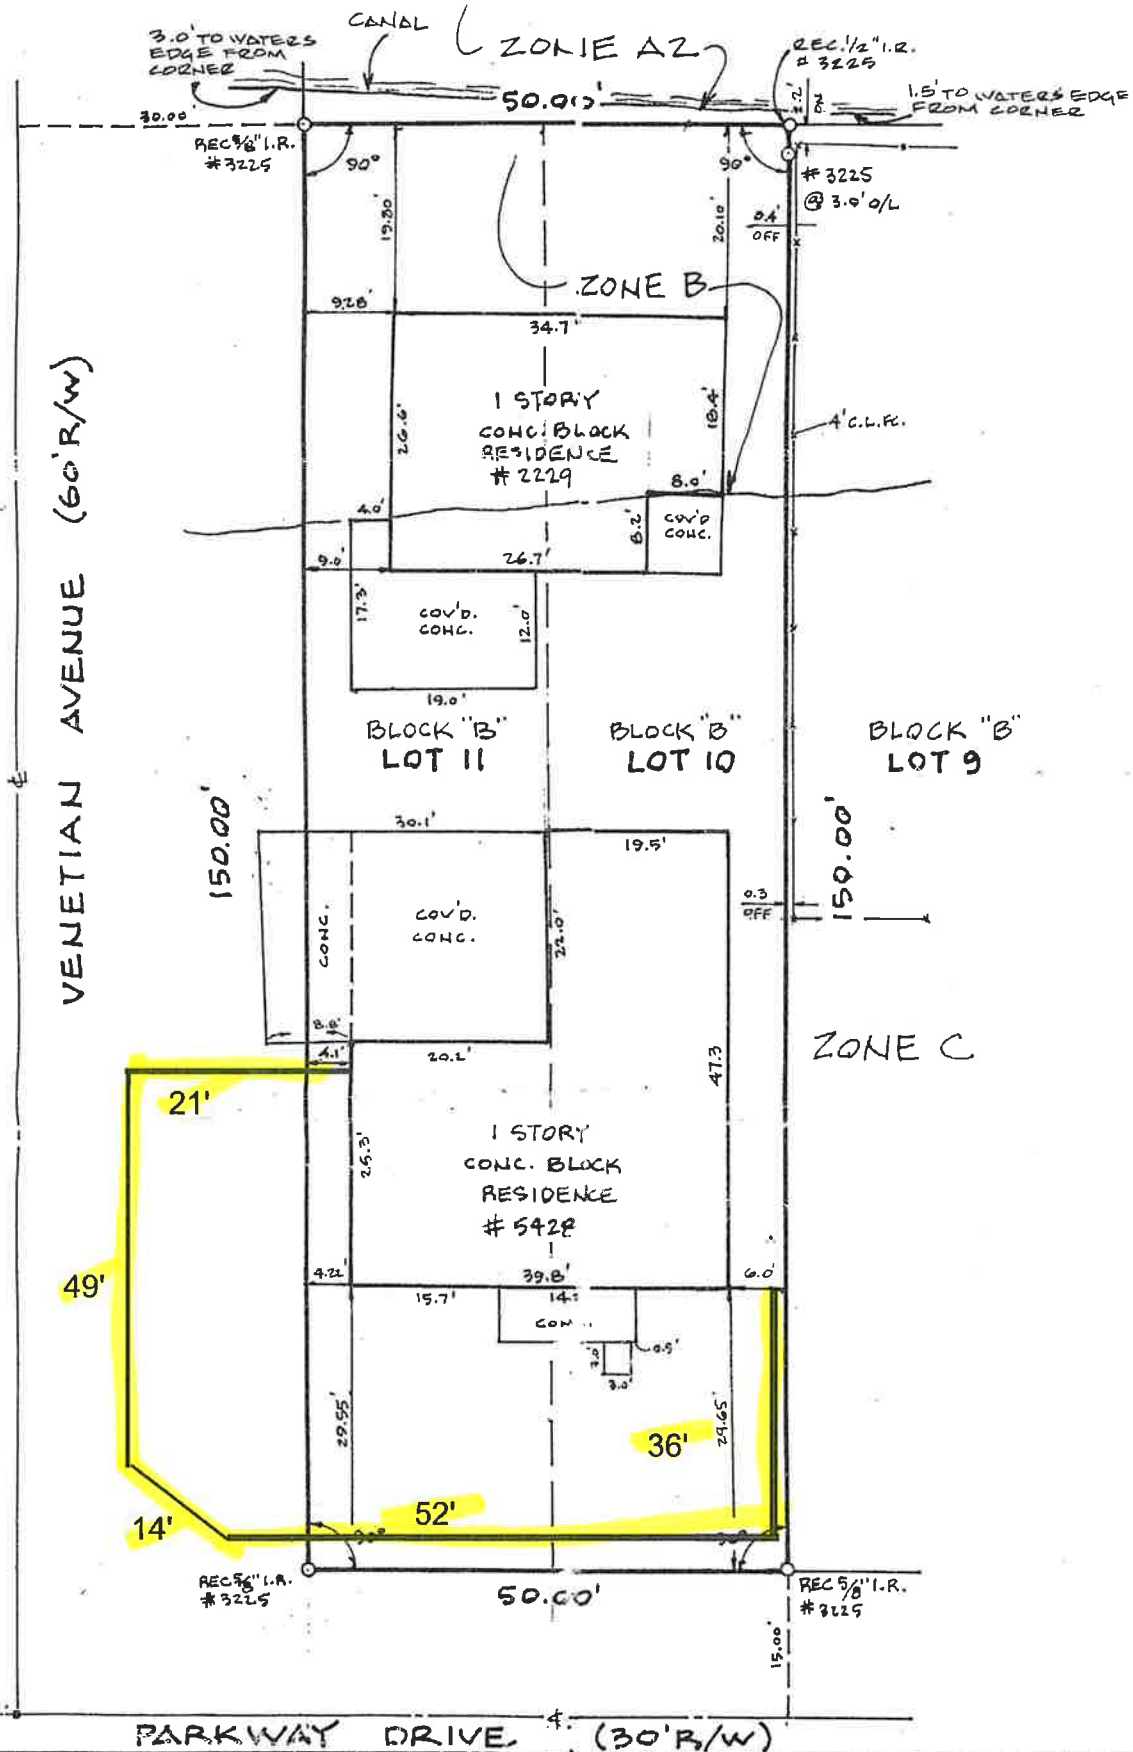 CANAL
ZONE A2
3.0' TO WATERS
EDGE FROM
CORNER
REC. 1/2" I.R.
# 3225
1.5' TO WATERS EDGE
FROM CORNER
30.00'
50.00'
REC 5/8" I.R.
# 3225
90°
90°
# 3225
@ 3.0' O/L
19.80'
20.10'
0.4'
OFF
ZONE B
9.28'
34.7'
VENETIAN AVENUE (60' R/W)
1 STORY
CONC. BLOCK
RESIDENCE
# 2229
26.6'
18.4'
4' C.L.FC.
4.0'
8.0'
8.2'
COV'D
CONC.
9.0'
26.7'
17.3'
COV'D.
CONC.
12.0'
19.0'
BLOCK "B"
LOT 11
BLOCK "B"
LOT 10
BLOCK "B"
LOT 9
150.00'
150.00'
30.1'
19.5'
CONC.
COV'D.
CONC.
22.0'
0.3
OFF
8.8'
4.1'
20.2'
47.3
ZONE C
21'
25.3'
1 STORY
CONC. BLOCK
RESIDENCE
# 5428
49'
4.22'
39.8'
6.0'
15.7'
3.0'
0.5'
29.55'
29.65'
36'
52'
14'
REC 5/8" I.R.
# 3225
50.00'
REC 5/8" I.R.
# 3225
15.00'
PARKWAY DRIVE (30' R/W)